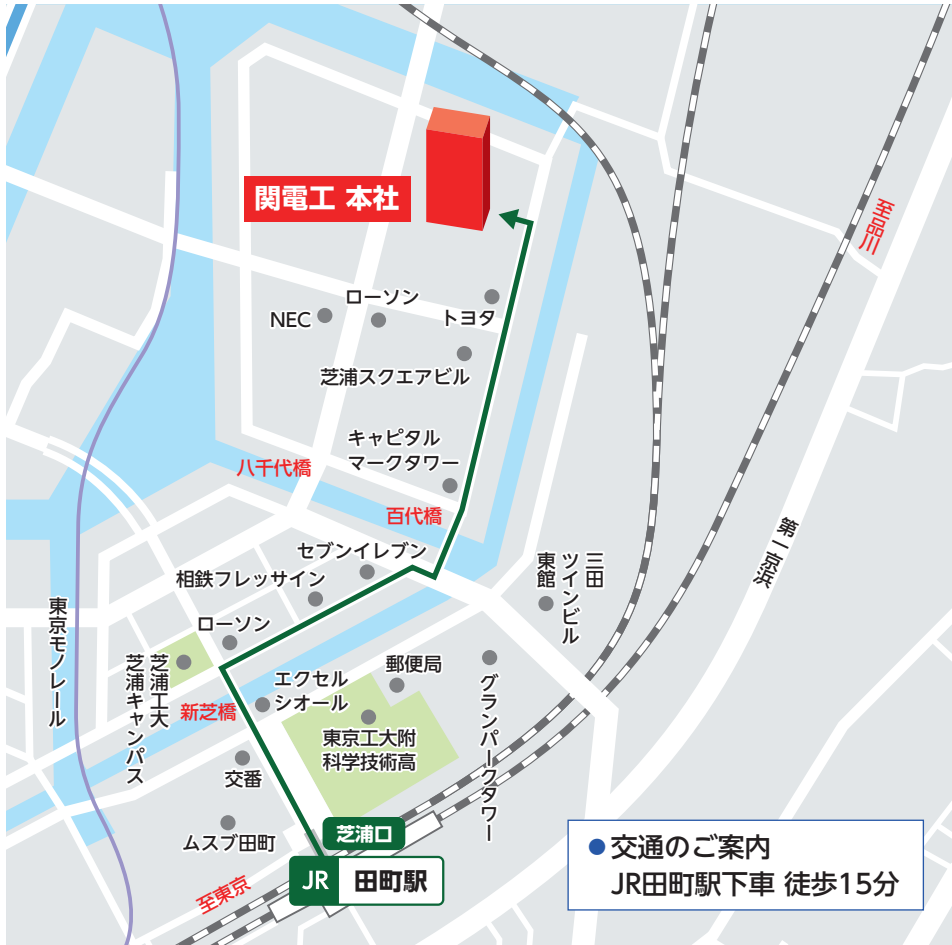 関電工 本社
至品川
ローソン
NEC
トヨタ
芝浦スクエアビル
キャピタル
マークタワー
八千代橋
百代橋
第一京浜
セブンイレブン
三田
ツインビル
東館
相鉄フレッサイン
東京モノレール
ローソン
芝浦工大
芝浦キャンパス
郵便局
エクセル
シオール
グランパークタワー
新芝橋
東京工大附
科学技術高
交番
ムスブ田町
芝浦口
至東京
JR 田町駅
●交通のご案内
JR田町駅下車 徒歩15分